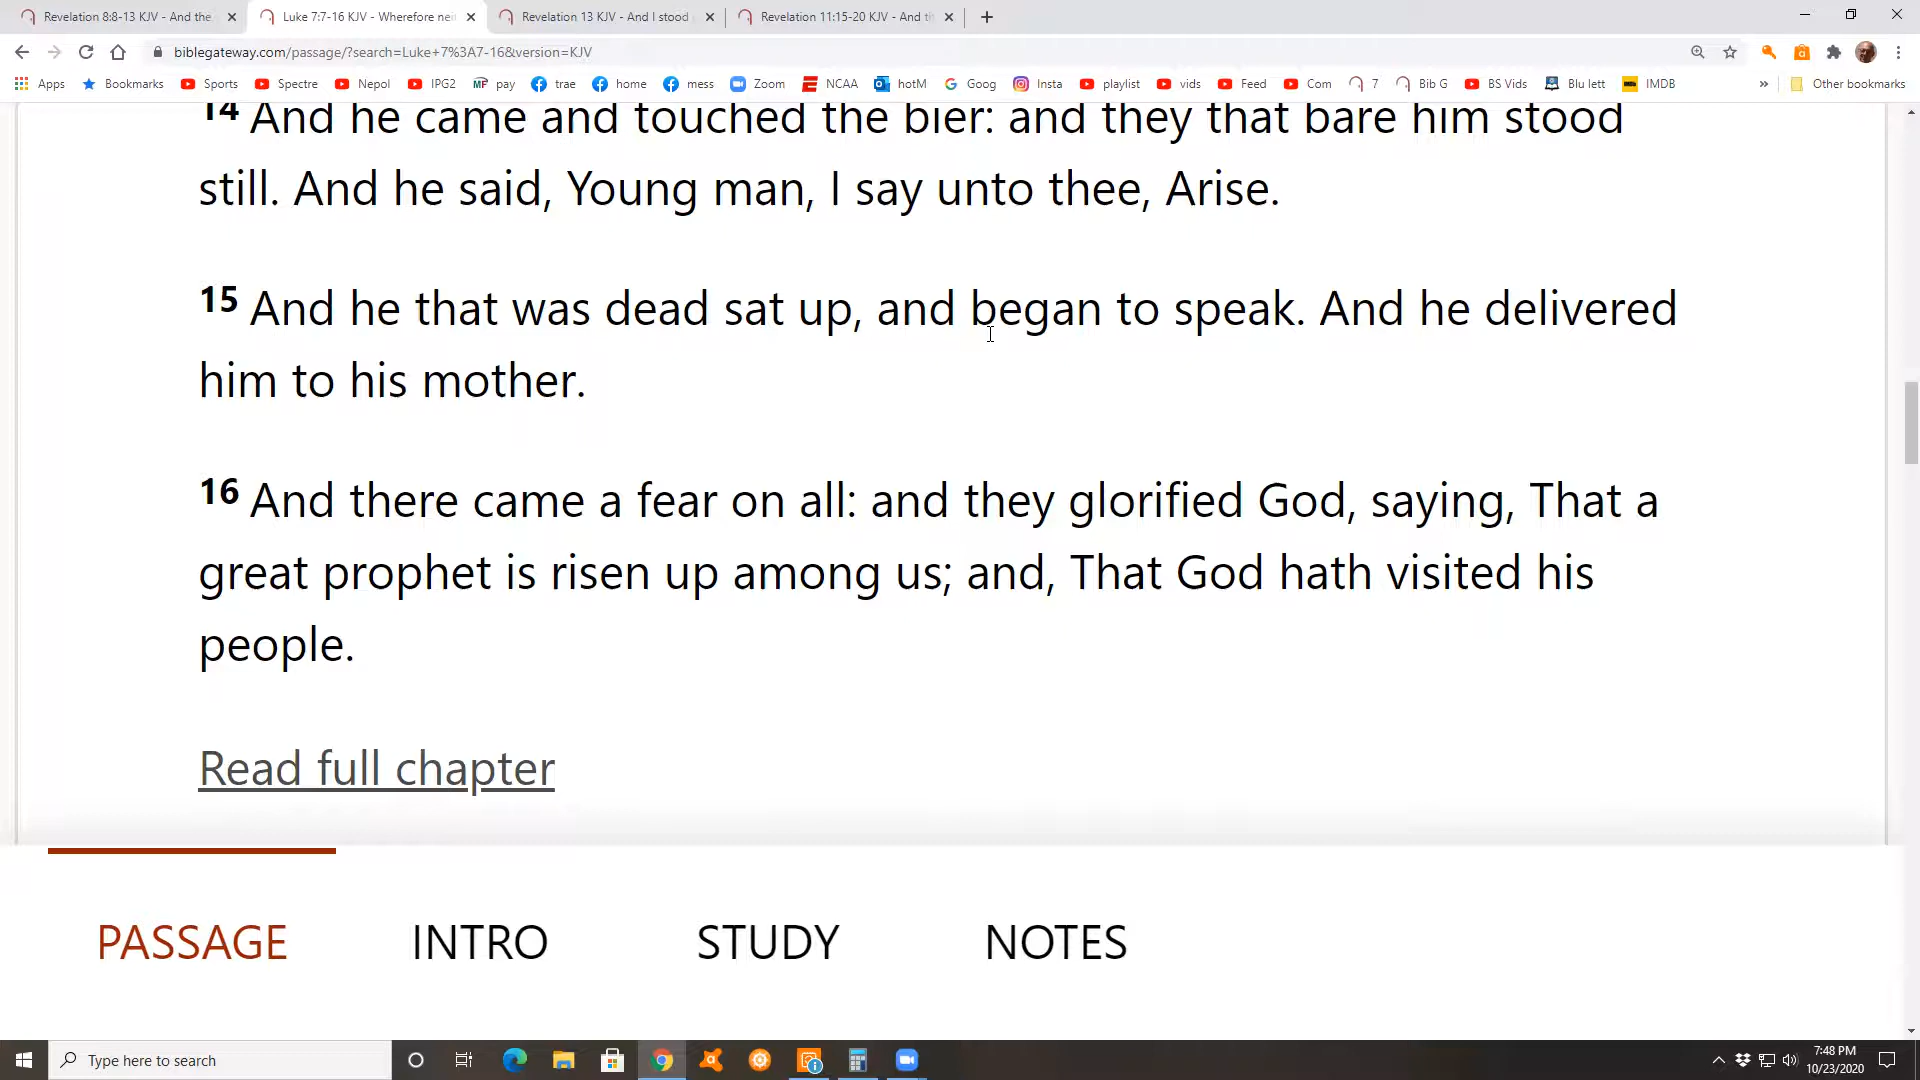 Revelation 8:8-13 KJV - And the
Luke 7:7-16 KJV - Wherefore nei
Revelation 13 KJV - And I stood
Revelation 11:15-20 KJV - And th
biblegateway.com/passage/?search=Luke+7%3A7-16&version=KJV
Apps Bookmarks Sports Spectre Nepol IPG2 pay trae home mess Zoom NCAA hotM Goog Insta playlist vids Feed Com 7 Bib G BS Vids Blu lett IMDB » Other bookmarks
14 And he came and touched the bier: and they that bare him stood
still. And he said, Young man, I say unto thee, Arise.
15 And he that was dead sat up, and began to speak. And he delivered
him to his mother.
16 And there came a fear on all: and they glorified God, saying, That a
great prophet is risen up among us; and, That God hath visited his
people.
Read full chapter
PASSAGE INTRO STUDY NOTES
Type here to search
7:48 PM
10/23/2020